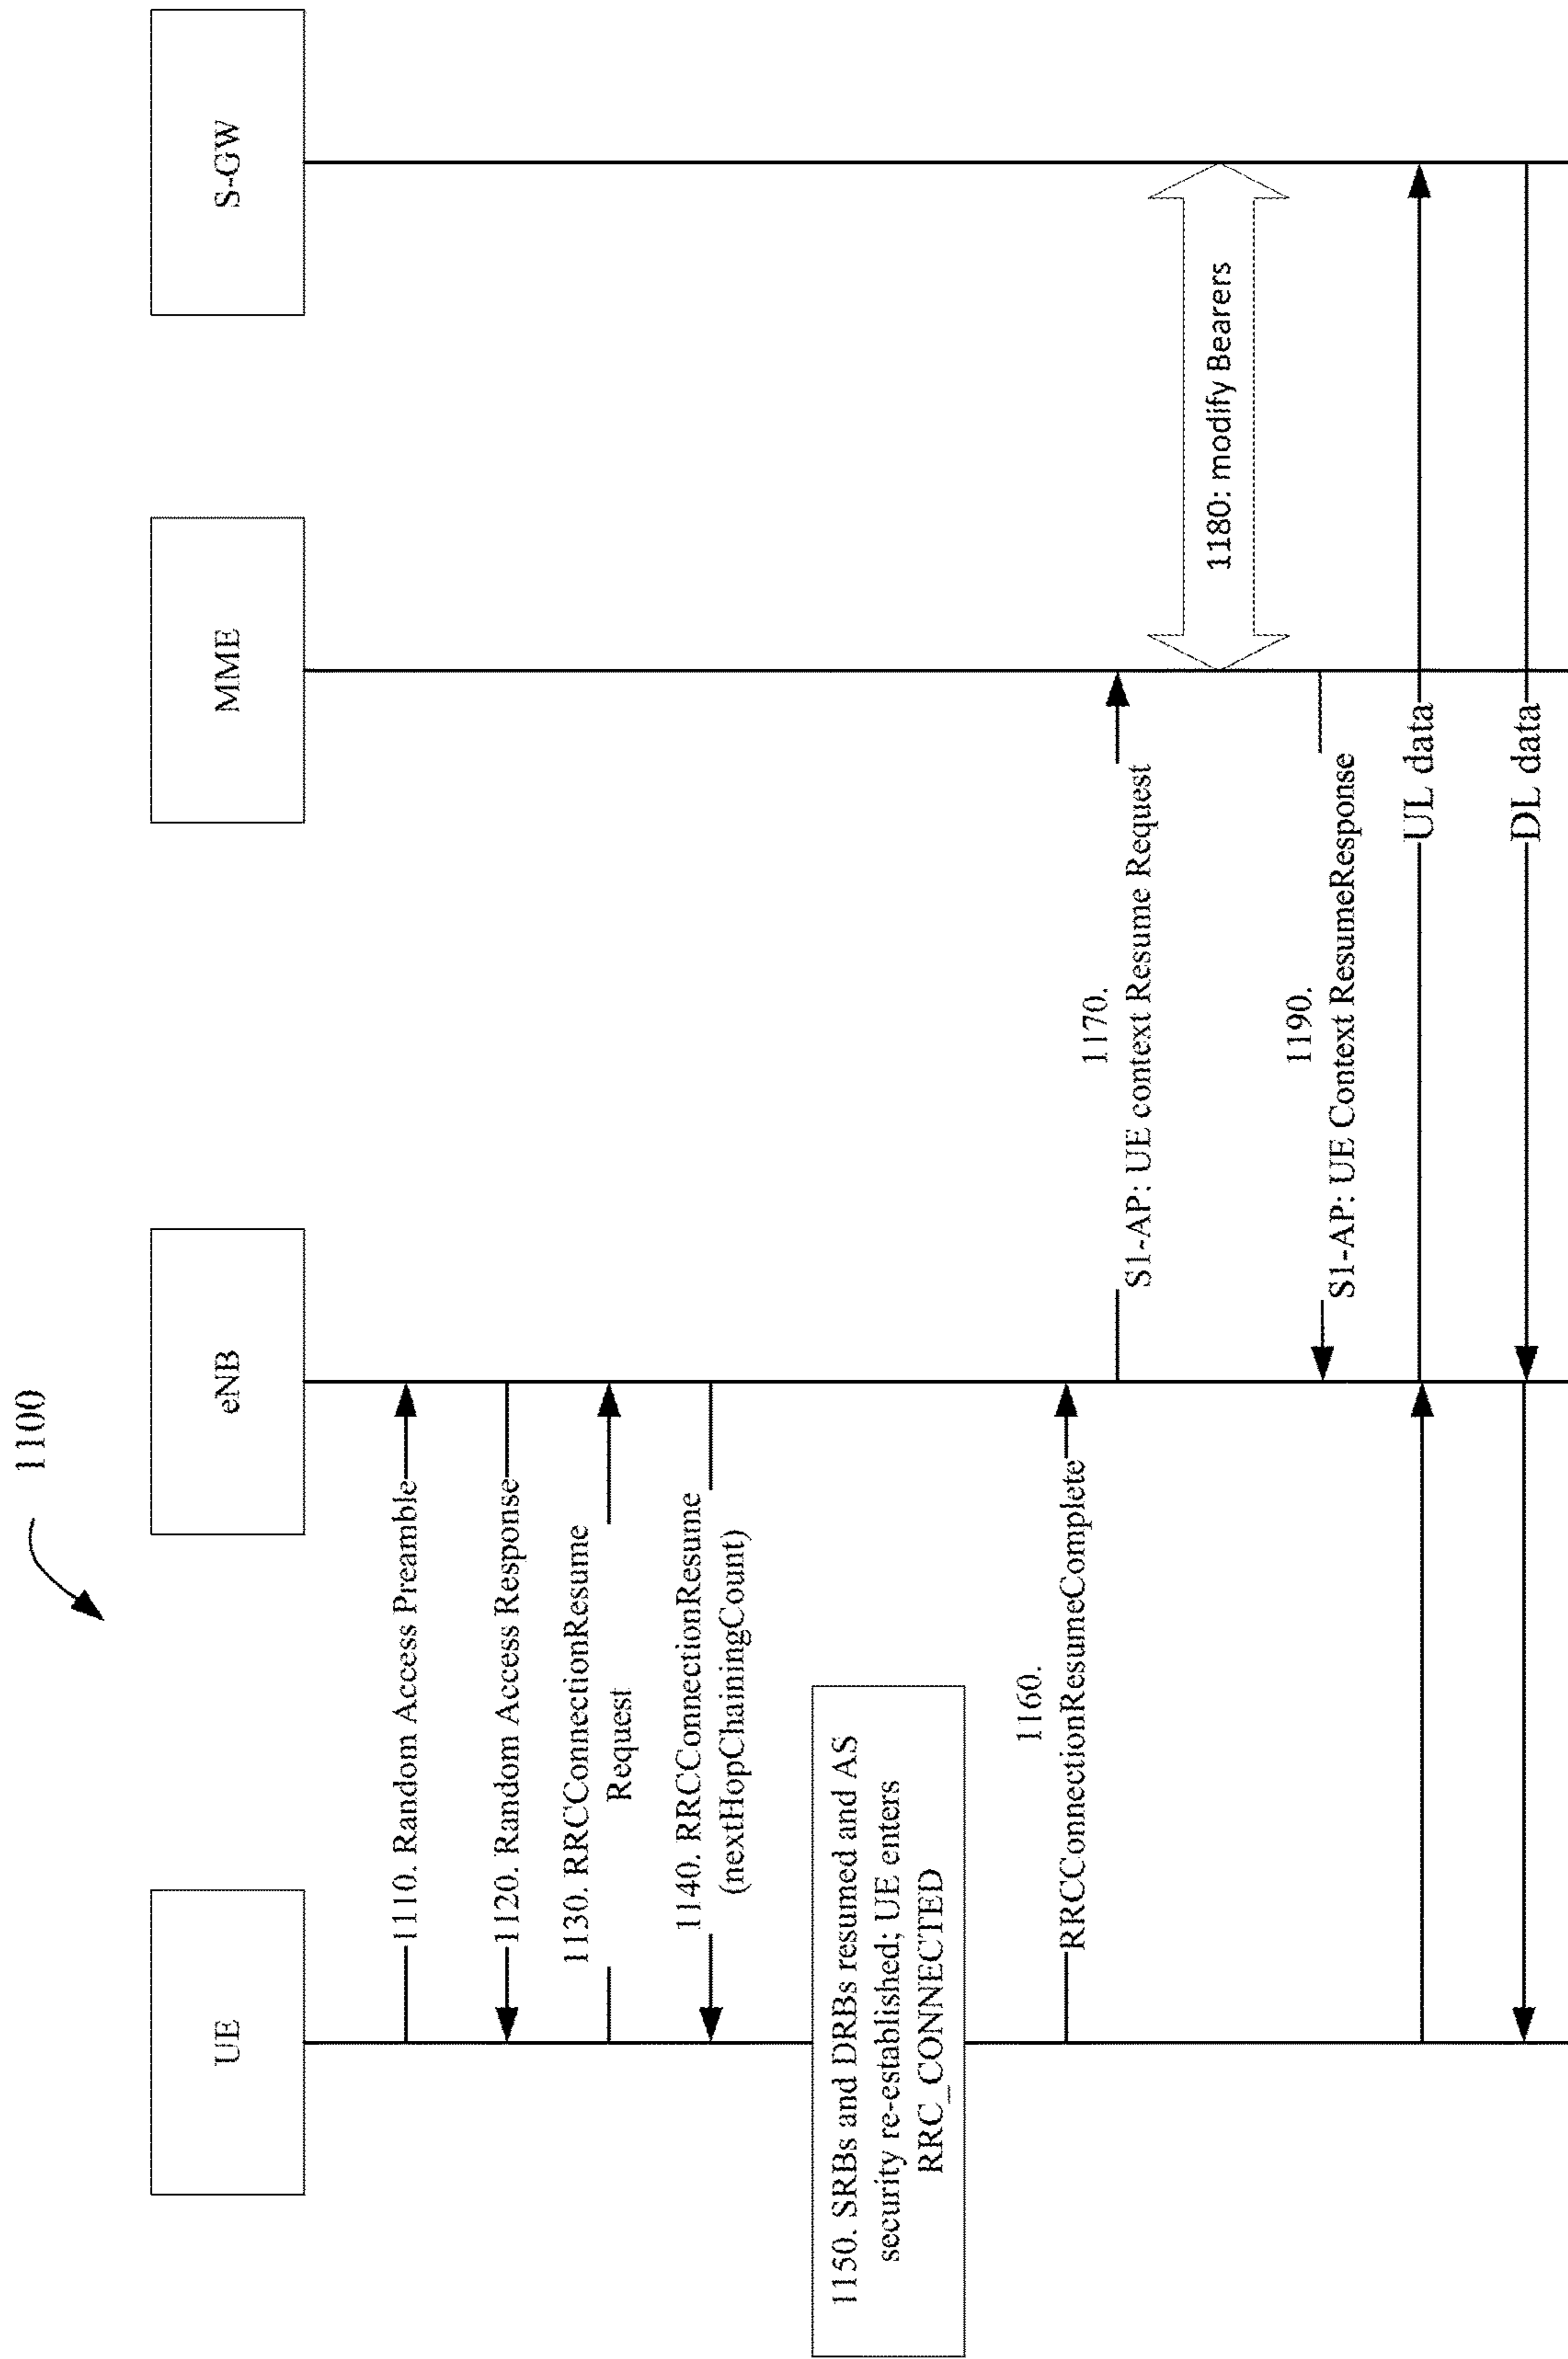 1100
UE
eNB
MME
S-GW
1110. Random Access Preamble
1120. Random Access Response
1130. RRCConnectionResume
Request
1140. RRCConnectionResume
(nextHopChainingCount)
1150. SRBs and DRBs resumed and AS
security re-established; UE enters
RRC_CONNECTED
1160.
RRCConnectionResumeComplete
1170.
S1-AP: UE context Resume Request
1180: modify Bearers
1190.
S1-AP: UE Context ResumeResponse
UL data
DL data